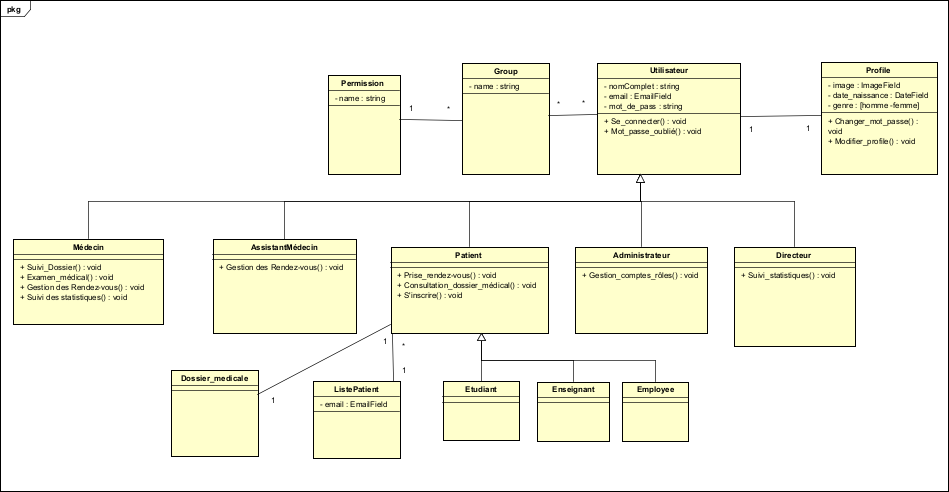 pkg
Permission
- name : string
1
*
Group
- name : string
*
*
Utilisateur
- nomComplet : string
- email : EmailField
- mot_de_pass : string
+ Se_connecter() : void
+ Mot_passe_oublié() : void
1
1
Profile
- image : ImageField
- date_naissance : DateField
- genre : [homme -femme]
+ Changer_mot_passe() :
void
+ Modifier_profile() : void
Médecin
+ Suivi_Dossier() : void
+ Examen_médical() : void
+ Gestion des Rendez-vous() : void
+ Suivi des statistiques() : void
AssistantMédecin
+ Gestion des Rendez-vous() : void
Patient
+ Prise_rendez-vous() : void
+ Consultation_dossier_médical() : void
+ S'inscrire() : void
Administrateur
+ Gestion_comptes_rôles() : void
Directeur
+ Suivi_statistiques() : void
1
*
1
1
Dossier_medicale
ListePatient
- email : EmailField
Etudiant
Enseignant
Employee